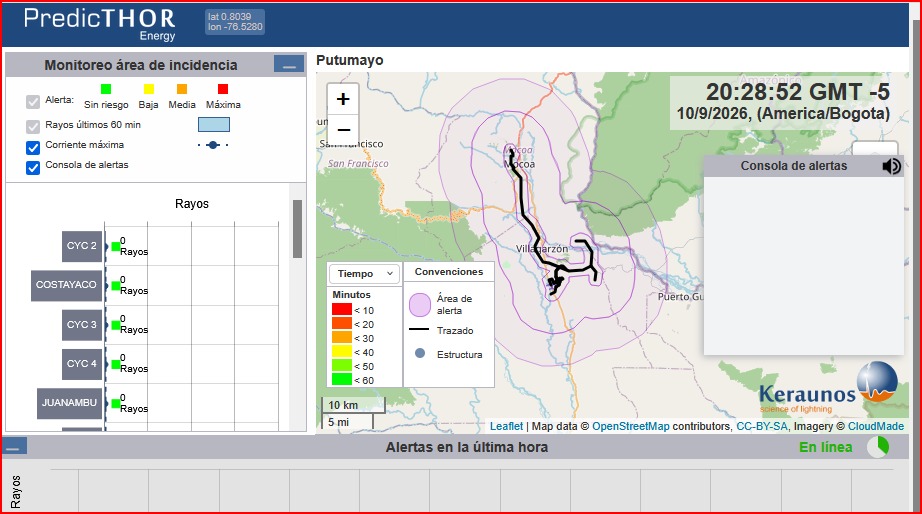 PredicTHOR
Energy
lat 0.8039
lon -76.5280
Monitoreo área de incidencia
Alerta:
Sin riesgo
Baja
Media
Máxima
Rayos últimos 60 min
Corriente máxima
Consola de alertas
Rayos
CYC 2
0
Rayos
COSTAYACO
0
Rayos
CYC 3
0
Rayos
CYC 4
0
Rayos
JUANAMBU
0
Rayos
Putumayo
+
−
20:28:52 GMT -5
10/9/2026, (America/Bogota)
San Francisco
Mocoa
Mocoa
Villagarzón
Consola de alertas
Tiempo
Minutos
< 10
< 20
< 30
< 40
< 50
< 60
Convenciones
Área de
alerta
Trazado
Estructura
10 km
5 mi
Keraunos
science of lightning
Leaflet | Map data © OpenStreetMap contributors, CC-BY-SA, Imagery © CloudMade
Alertas en la última hora
En línea
Rayos